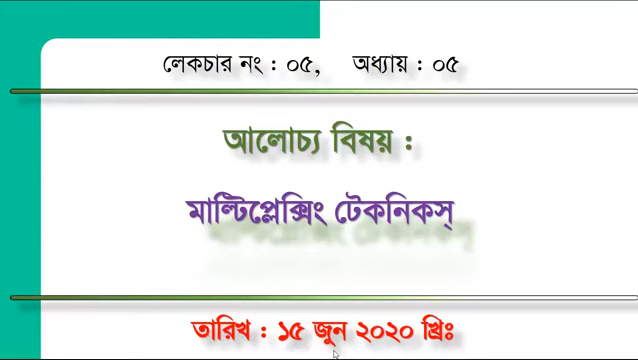 লেকচার নং : ০৫, অধ্যায় : ০৫
আলোচ্য বিষয় :
মাল্টিপ্লেক্সিং টেকনিকস্
তারিখ : ১৫ জুন ২০২০ খ্রিঃ